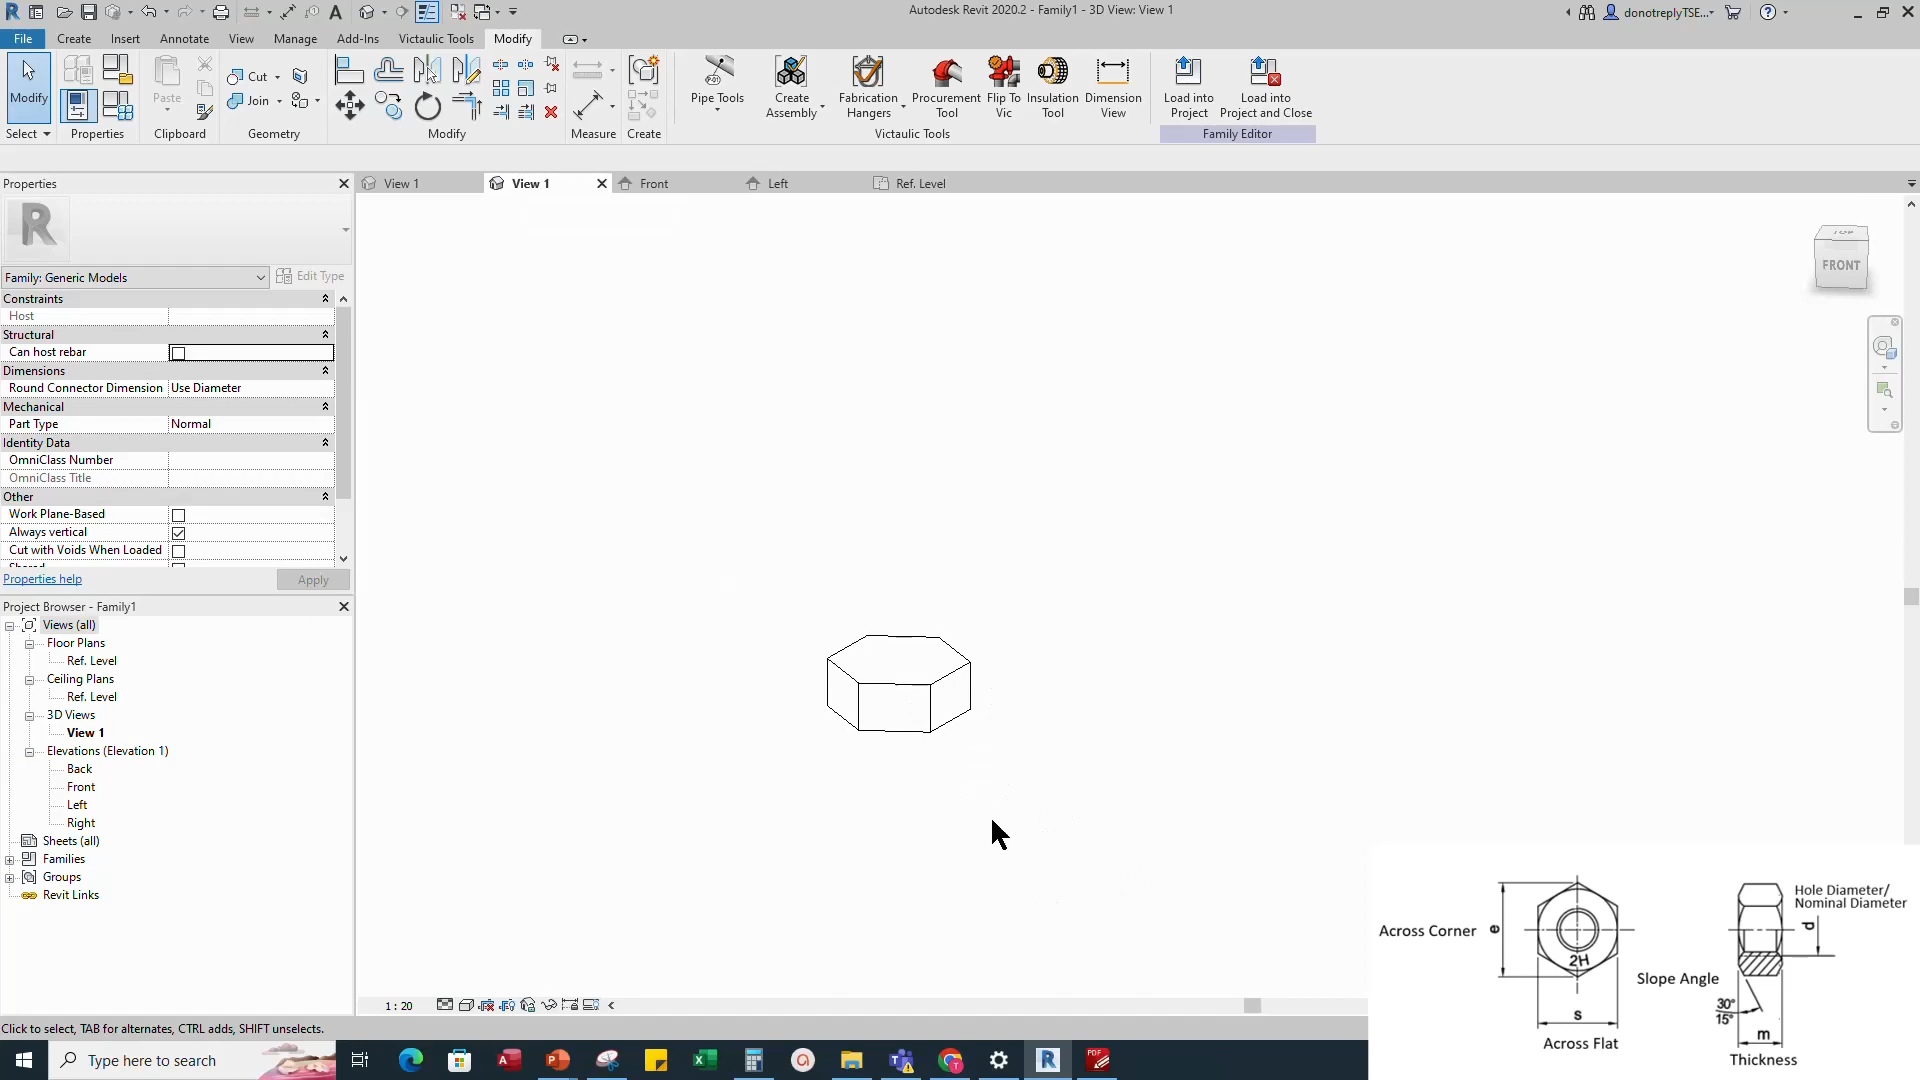 Autodesk Revit 2020.2 - Family1 - 3D View: View 1
donotreplyTSE...
File
Create
Insert
Annotate
View
Manage
Add-Ins
Victaulic Tools
Modify
Modify
Paste
Cut
Join
Pipe Tools
Create Assembly
Fabrication Hangers
Procurement Tool
Flip To Vic
Insulation Tool
Dimension View
Load into Project
Load into Project and Close
Select
Properties
Clipboard
Geometry
Modify
Measure
Create
Victaulic Tools
Family Editor
Properties
View 1
View 1
Front
Left
Ref. Level
R
Family: Generic Models
Edit Type
Constraints
Host
Structural
Can host rebar
Dimensions
Round Connector Dimension Use Diameter
Mechanical
Part Type Normal
Identity Data
OmniClass Number
OmniClass Title
Other
Work Plane-Based
Always vertical
Cut with Voids When Loaded
Shared
Properties help
Apply
Project Browser - Family1
Views (all)
Floor Plans
Ref. Level
Ceiling Plans
Ref. Level
3D Views
View 1
Elevations (Elevation 1)
Back
Front
Left
Right
Sheets (all)
Families
Groups
Revit Links
TOP
FRONT
1 : 20
Click to select, TAB for alternates, CTRL adds, SHIFT unselects.
Type here to search
PDF
Across Corner
e
2H
s
Across Flat
Hole Diameter/
Nominal Diameter
d
Slope Angle
30°
15°
m
Thickness